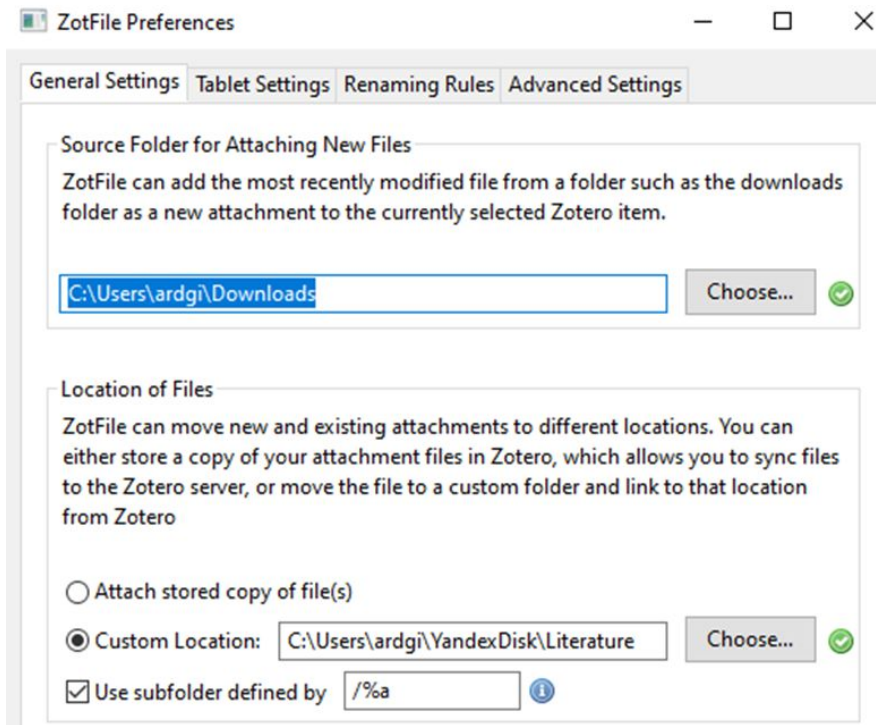 ZotFile Preferences
General Settings Tablet Settings Renaming Rules Advanced Settings
Source Folder for Attaching New Files
ZotFile can add the most recently modified file from a folder such as the downloads
folder as a new attachment to the currently selected Zotero item.
C:\Users\ardgi\Downloads Choose...
Location of Files
ZotFile can move new and existing attachments to different locations. You can
either store a copy of your attachment files in Zotero, which allows you to sync files
to the Zotero server, or move the file to a custom folder and link to that location
from Zotero
Attach stored copy of file(s)
Custom Location: C:\Users\ardgi\YandexDisk\Literature Choose...
Use subfolder defined by /%a